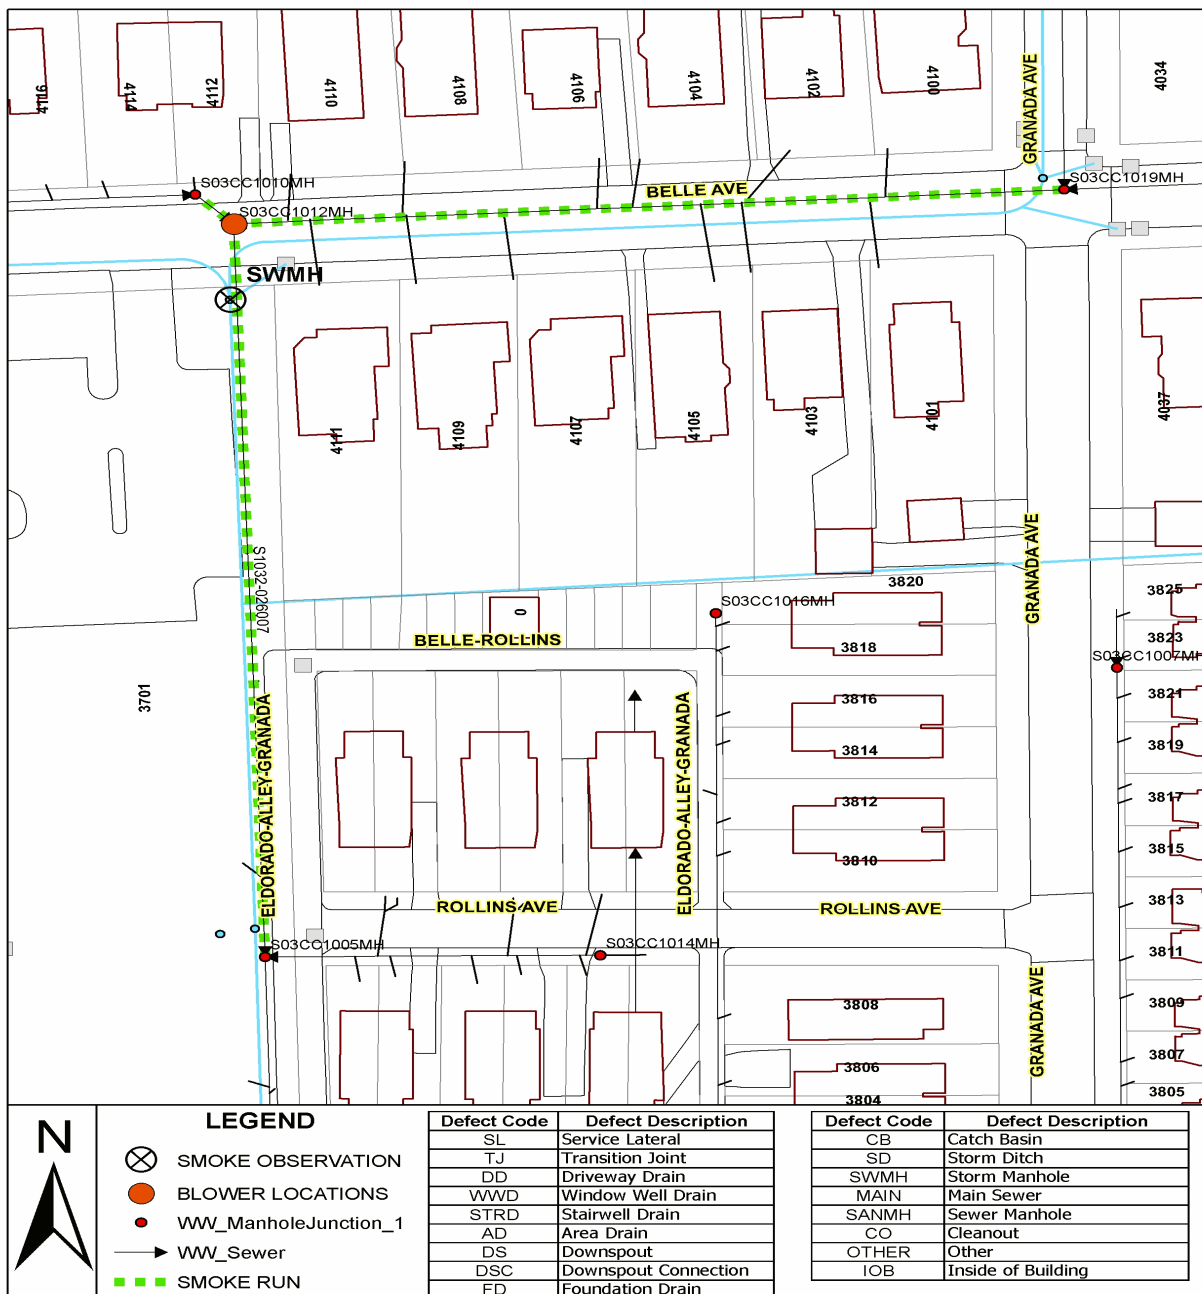 4116
4114
4112
4110
4108
4106
4104
4102
4100
GRANADA AVE
4034
S03CC1010MH
S03CC1012MH
BELLE AVE
S03CC1019MH
SWMH
4111
4109
4107
4105
4103
4101
4037
S1032-026007
GRANADA AVE
3820
0
S03CC1016MH
BELLE-ROLLINS
3818
3825
3823
S03CC1007MH
3701
ELDORADO-ALLEY-GRANADA
ELDORADO-ALLEY-GRANADA
3816
3814
3812
3810
3821
3819
3817
3815
3813
3811
ROLLINS AVE
ROLLINS AVE
S03CC1005MH
S03CC1014MH
GRANADA AVE
3808
3806
3804
3809
3807
3805
N
LEGEND
SMOKE OBSERVATION
BLOWER LOCATIONS
WW_ManholeJunction_1
WW_Sewer
SMOKE RUN
Defect Code Defect Description
SL Service Lateral
TJ Transition Joint
DD Driveway Drain
WWD Window Well Drain
STRD Stairwell Drain
AD Area Drain
DS Downspout
DSC Downspout Connection
FD Foundation Drain
Defect Code Defect Description
CB Catch Basin
SD Storm Ditch
SWMH Storm Manhole
MAIN Main Sewer
SANMH Sewer Manhole
CO Cleanout
OTHER Other
IOB Inside of Building